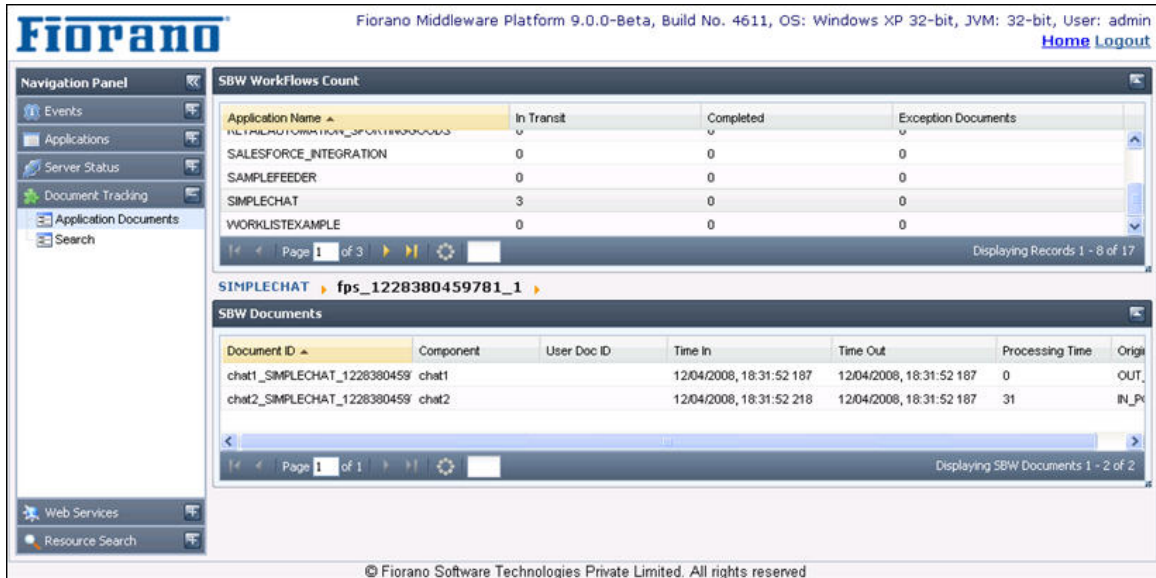 Fiorano
Fiorano Middleware Platform 9.0.0-Beta, Build No. 4611, OS: Windows XP 32-bit, JVM: 32-bit, User: admin
Home Logout
Navigation Panel
Events
Applications
Server Status
Document Tracking
Application Documents
Search
Web Services
Resource Search
SBW WorkFlows Count
Application Name In Transit Completed Exception Documents
RETAILAUTOMATION_SPORTINGGOODS 0 0 0
SALESFORCE_INTEGRATION 0 0 0
SAMPLEFEEDER 0 0 0
SIMPLECHAT 3 0 0
WORKLISTEXAMPLE 0 0 0
Page 1 of 3 Displaying Records 1 - 8 of 17
SIMPLECHAT fps_1228380459781_1
SBW Documents
Document ID Component User Doc ID Time In Time Out Processing Time Origi
chat1_SIMPLECHAT_1228380459 chat1 12/04/2008, 18:31:52 187 12/04/2008, 18:31:52 187 0 OUT_
chat2_SIMPLECHAT_1228380459 chat2 12/04/2008, 18:31:52 218 12/04/2008, 18:31:52 187 31 IN_P
Page 1 of 1 Displaying SBW Documents 1 - 2 of 2
© Fiorano Software Technologies Private Limited. All rights reserved